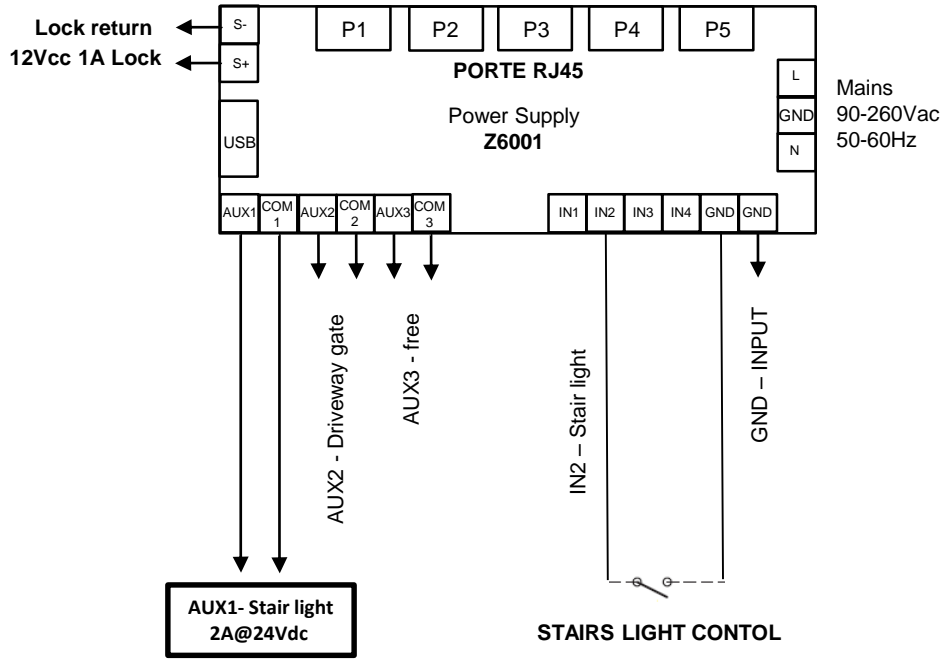 Lock return
12Vcc 1A Lock
S-
S+
USB
P1
P2
P3
P4
P5
PORTE RJ45
Power Supply
Z6001
L
GND
N
Mains
90-260Vac
50-60Hz
AUX1
COM
1
AUX2
COM
2
AUX3
COM
3
IN1
IN2
IN3
IN4
GND
GND
AUX2 - Driveway gate
AUX3 - free
IN2 – Stair light
GND – INPUT
AUX1- Stair light
2A@24Vdc
STAIRS LIGHT CONTOL